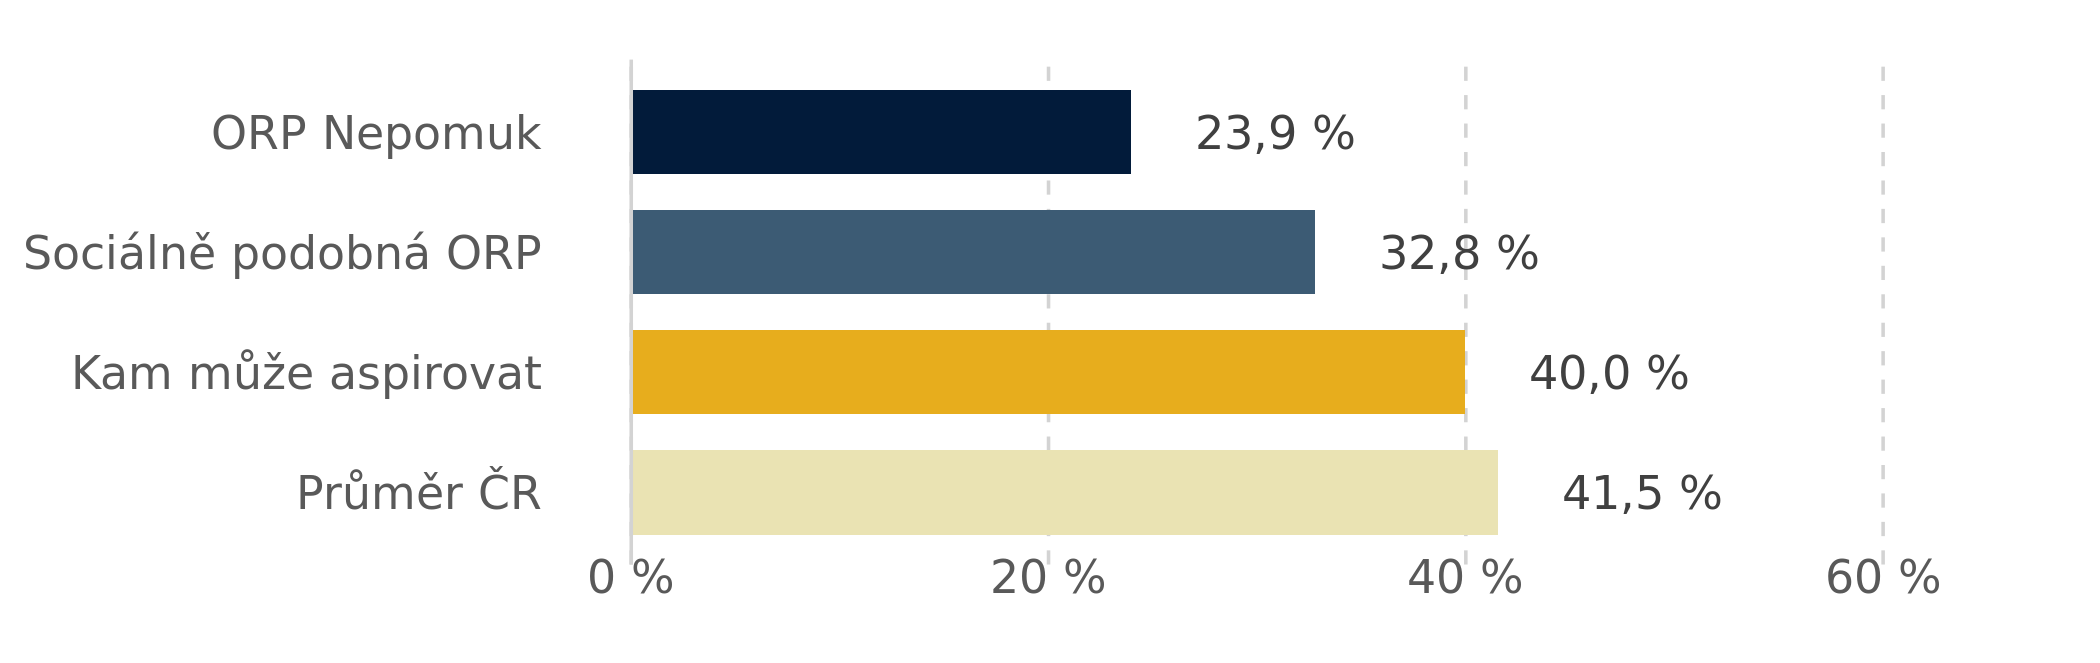 ORP Nepomuk
23,9 %
Sociálně podobná ORP
32,8 %
Kam může aspirovat
40,0 %
Průměr ČR
41,5 %
0 %
20 %
40 %
60 %